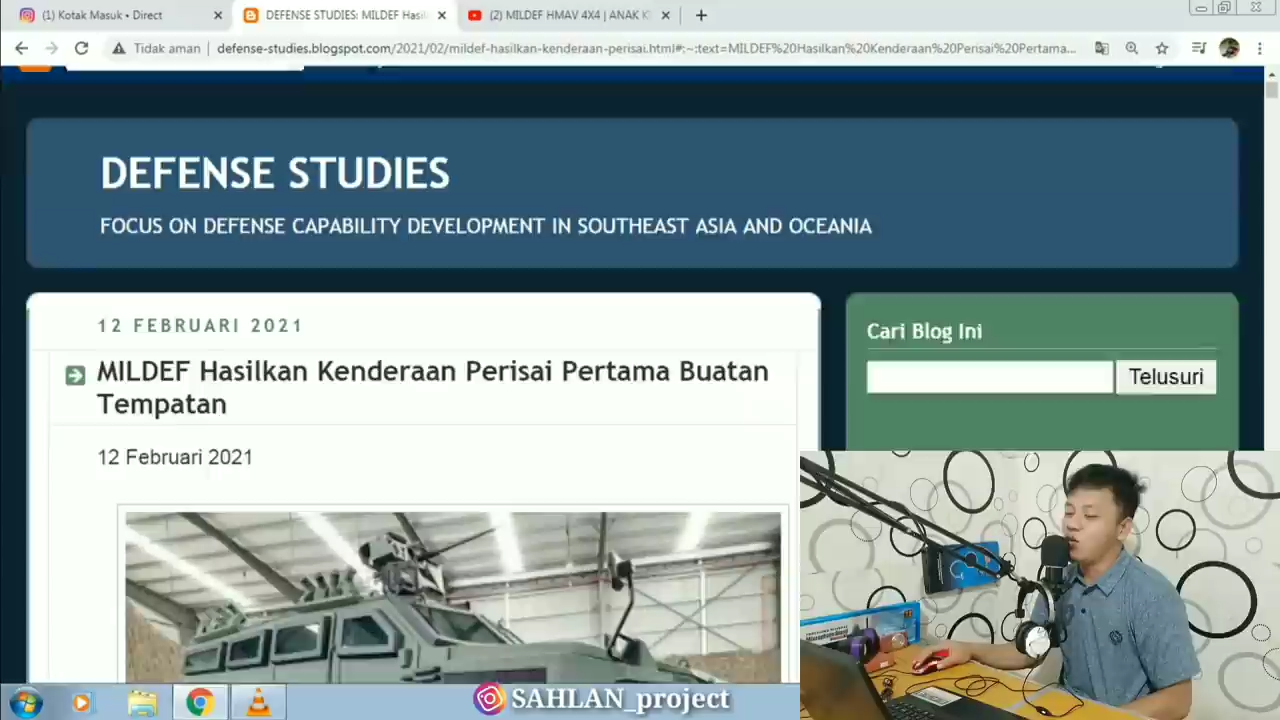 (1) Kotak Masuk • Direct
DEFENSE STUDIES: MILDEF Hasil
(2) MILDEF HMAV 4X4 | ANAK K
Tidak aman
defense-studies.blogspot.com/2021/02/mildef-hasilkan-kenderaan-perisai.html#:~:text=MILDEF%20Hasilkan%20Kenderaan%20Perisai%20Pertama...
DEFENSE STUDIES
FOCUS ON DEFENSE CAPABILITY DEVELOPMENT IN SOUTHEAST ASIA AND OCEANIA
12 FEBRUARI 2021
MILDEF Hasilkan Kenderaan Perisai Pertama Buatan
Tempatan
12 Februari 2021
Cari Blog Ini
Telusuri
SAHLAN_project